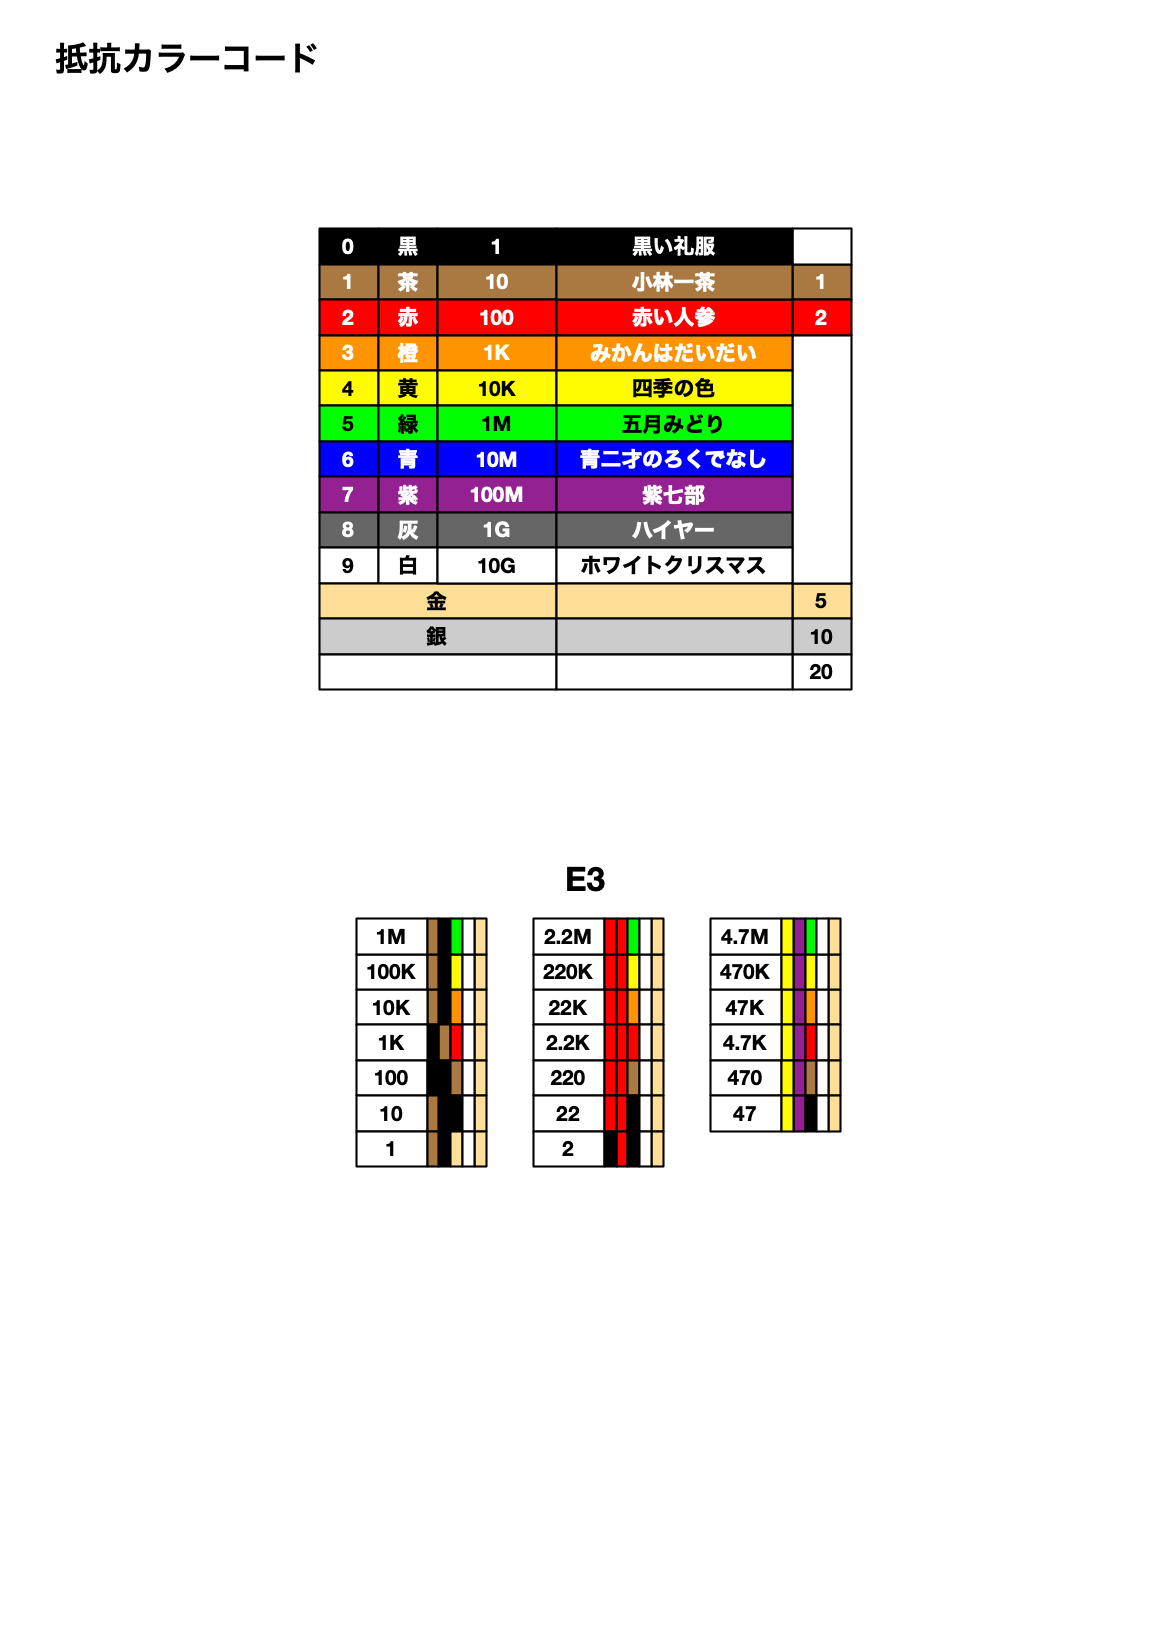 抵抗カラーコード
0 黒 1 黒い礼服
1 茶 10 小林一茶 1
2 赤 100 赤い人参 2
3 橙 1K みかんはだいだい
4 黄 10K 四季の色
5 緑 1M 五月みどり
6 青 10M 青二才のろくでなし
7 紫 100M 紫七部
8 灰 1G ハイヤー
9 白 10G ホワイトクリスマス
金 5
銀 10
20
E3
1M 2.2M 4.7M
100K 220K 470K
10K 22K 47K
1K 2.2K 4.7K
100 220 470
10 22 47
1 2